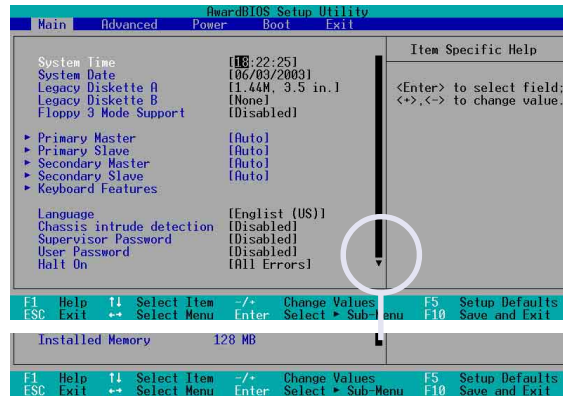 AwardBIOS Setup Utility
Main Advanced Power Boot Exit
Item Specific Help
System Time [18:22:25]
System Date [06/03/2003]
Legacy Diskette A [1.44M, 3.5 in.] <Enter> to select field;
Legacy Diskette B [None] <+>,<-> to change value.
Floppy 3 Mode Support [Disabled]
▸ Primary Master [Auto]
▸ Primary Slave [Auto]
▸ Secondary Master [Auto]
▸ Secondary Slave [Auto]
▸ Keyboard Features
Language [Englist (US)]
Chassis intrude detection [Disabled]
Supervisor Password [Disabled]
User Password [Disabled]
Halt On [All Errors]
F1 Help ↑↓ Select Item -/+ Change Values F5 Setup Defaults
ESC Exit ←→ Select Menu Enter Select ▸ Sub-Menu F10 Save and Exit
Installed Memory 128 MB
F1 Help ↑↓ Select Item -/+ Change Values F5 Setup Defaults
ESC Exit ←→ Select Menu Enter Select ▸ Sub-Menu F10 Save and Exit